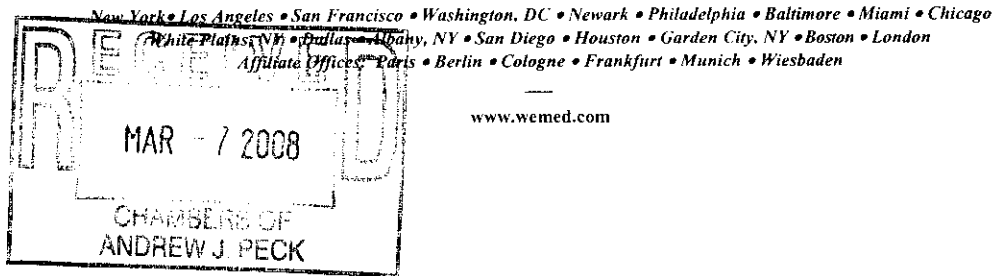 New York • Los Angeles • San Francisco • Washington, DC • Newark • Philadelphia • Baltimore • Miami • Chicago
White Plains, NY • Dallas • Albany, NY • San Diego • Houston • Garden City, NY • Boston • London
Affiliate Offices: Paris • Berlin • Cologne • Frankfurt • Munich • Wiesbaden
www.wemed.com
RECEIVED
MAR - 7 2008
CHAMBERS OF
ANDREW J. PECK